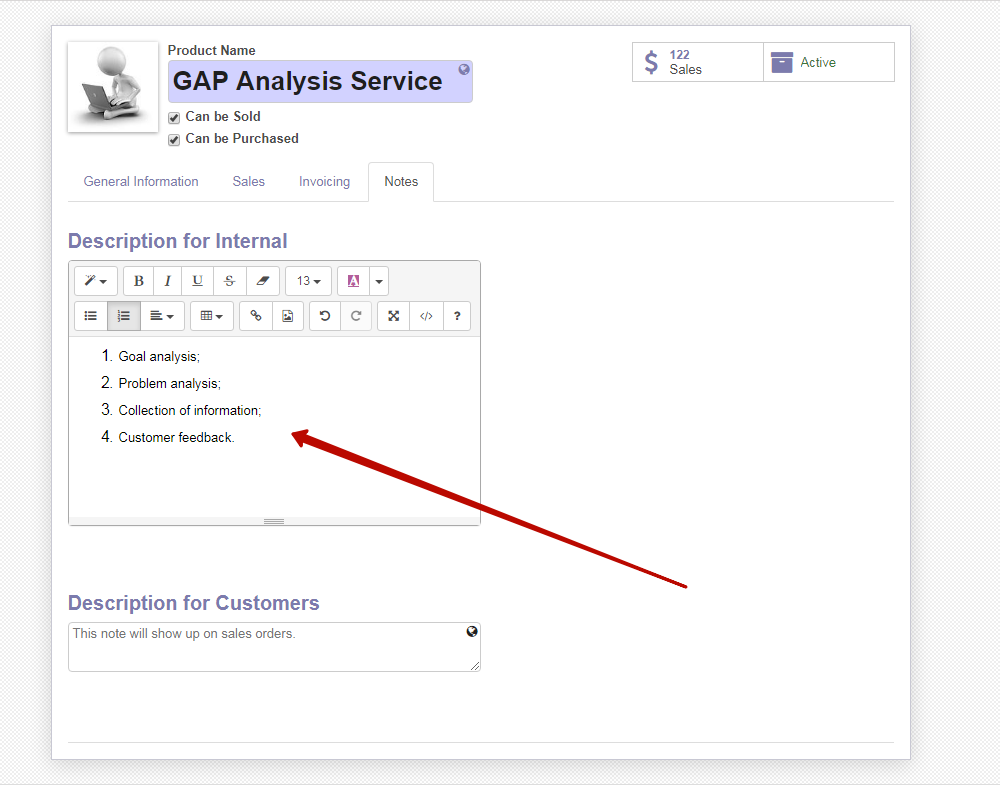 Product Name
GAP Analysis Service
122
Sales
Active
Can be Sold
Can be Purchased
General Information
Sales
Invoicing
Notes
Description for Internal
B I U S 13 A
</> ?
1. Goal analysis;
2. Problem analysis;
3. Collection of information;
4. Customer feedback.
Description for Customers
This note will show up on sales orders.